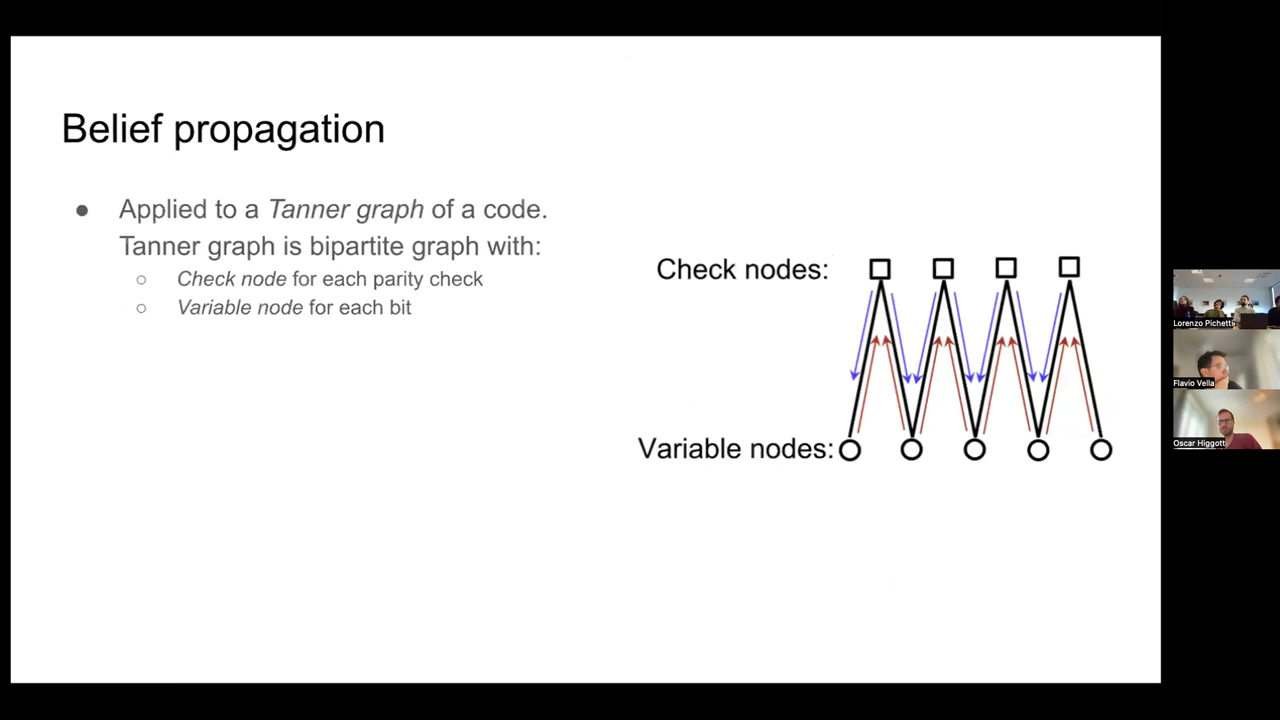 Belief propagation
● Applied to a Tanner graph of a code.
Tanner graph is bipartite graph with:
○ Check node for each parity check
○ Variable node for each bit
Check nodes:
Variable nodes:
Lorenzo Pichetti
Flavio Vella
Oscar Higgott